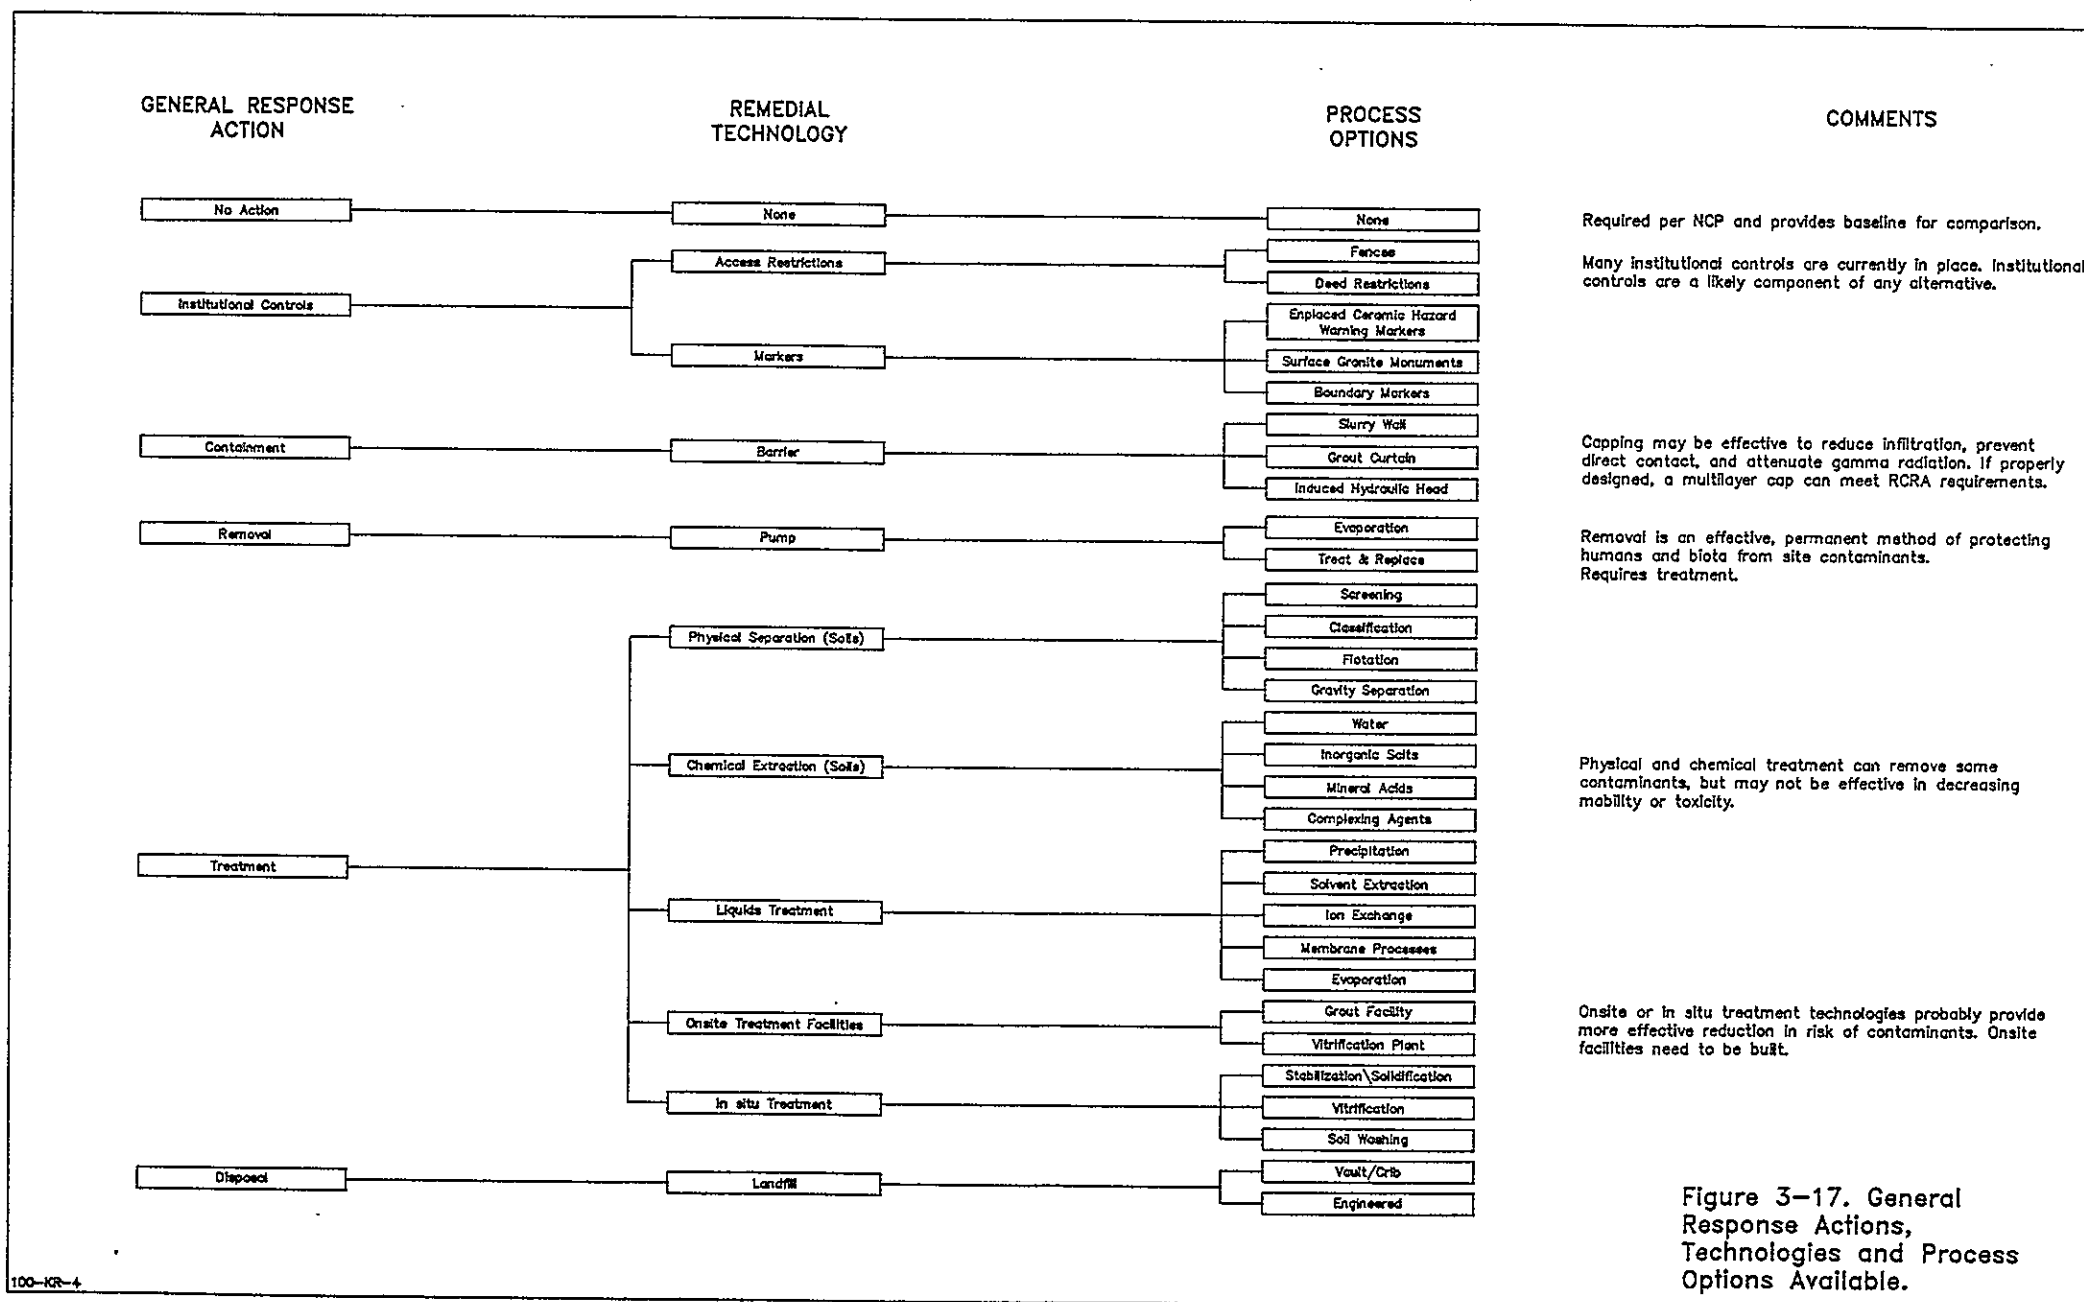 GENERAL RESPONSE
ACTION
REMEDIAL
TECHNOLOGY
PROCESS
OPTIONS
COMMENTS
No Action
None
None
Required per NCP and provides baseline for comparison.
Institutional Controls
Access Restrictions
Fences
Deed Restrictions
Many institutional controls are currently in place. Institutional
controls are a likely component of any alternative.
Markers
Enplaced Ceramic Hazard
Warning Markers
Surface Granite Monuments
Boundary Markers
Containment
Barrier
Slurry Wall
Grout Curtain
Induced Hydraulic Head
Capping may be effective to reduce infiltration, prevent
direct contact, and attenuate gamma radiation. If properly
designed, a multilayer cap can meet RCRA requirements.
Removal
Pump
Evaporation
Treat & Replace
Removal is an effective, permanent method of protecting
humans and biota from site contaminants.
Requires treatment.
Treatment
Physical Separation (Soils)
Screening
Classification
Flotation
Gravity Separation
Chemical Extraction (Soils)
Water
Inorganic Salts
Mineral Acids
Complexing Agents
Physical and chemical treatment can remove some
contaminants, but may not be effective in decreasing
mobility or toxicity.
Liquids Treatment
Precipitation
Solvent Extraction
Ion Exchange
Membrane Processes
Evaporation
Onsite Treatment Facilities
Grout Facility
Vitrification Plant
Onsite or in situ treatment technologies probably provide
more effective reduction in risk of contaminants. Onsite
facilities need to be built.
In situ Treatment
Stabilization\Solidification
Vitrification
Soil Washing
Disposal
Landfill
Vault/Crib
Engineered
Figure 3-17. General
Response Actions,
Technologies and Process
Options Available.
100-KR-4